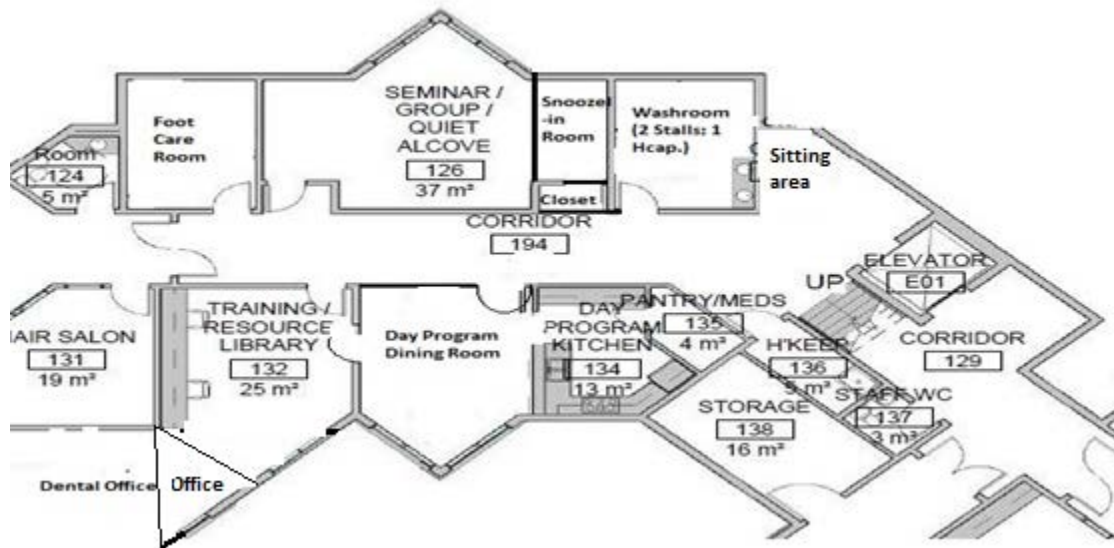 SEMINAR /
GROUP /
QUIET
ALCOVE
126
37 m²
Foot
Care
Room
Snoozel
-in
Room
Washroom
(2 Stalls; 1
Hcap.)
Sitting
area
Room
124
5 m²
Closet
CORRIDOR
194
ELEVATOR
E01
UP
CORRIDOR
129
HAIR SALON
131
19 m²
TRAINING /
RESOURCE
LIBRARY
132
25 m²
Day Program
Dining Room
DAY
PROGRAM
KITCHEN
134
13 m²
PANTRY/MEDS
135
4 m²
H'KEEP
136
5 m²
STAFF WC
137
3 m²
STORAGE
138
16 m²
Dental Office
Office